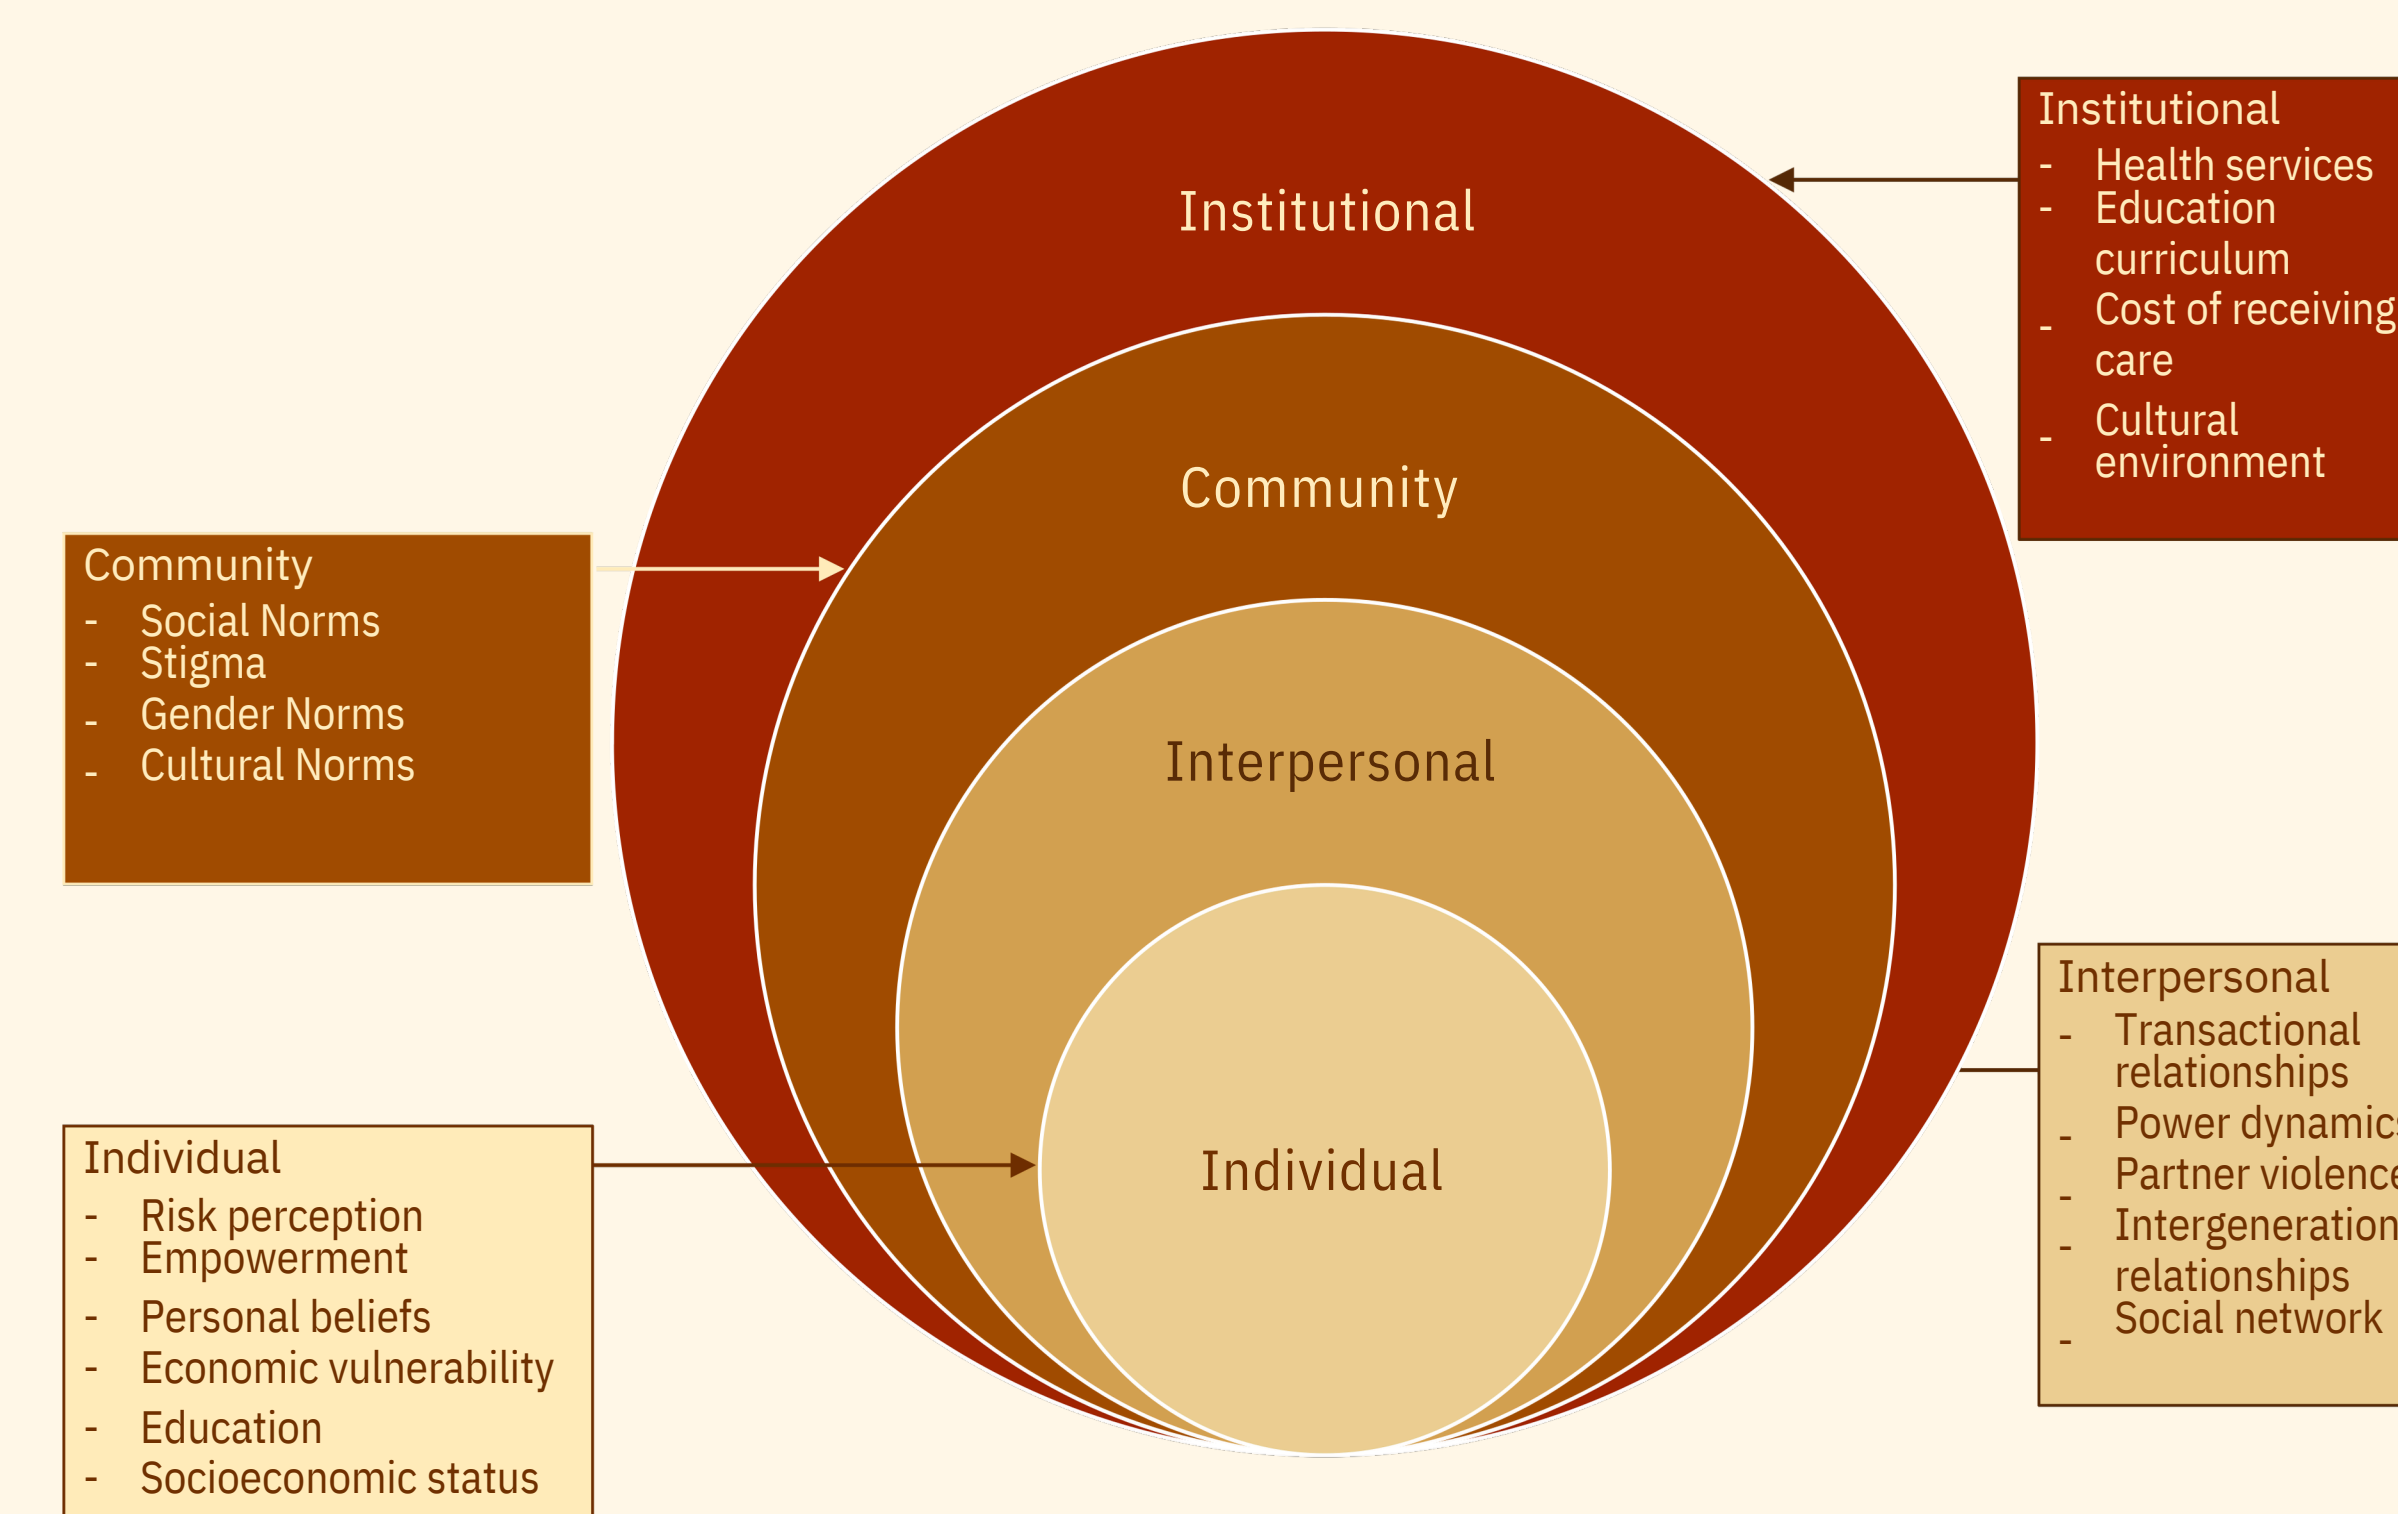 Institutional
Community
Interpersonal
Individual
Institutional
- Health services
- Education
curriculum
- Cost of receiving
care
- Cultural
environment
Community
- Social Norms
- Stigma
- Gender Norms
- Cultural Norms
Interpersonal
- Transactional
relationships
- Power dynamics
- Partner violence
- Intergeneration
relationships
- Social network
Individual
- Risk perception
- Empowerment
- Personal beliefs
- Economic vulnerability
- Education
- Socioeconomic status